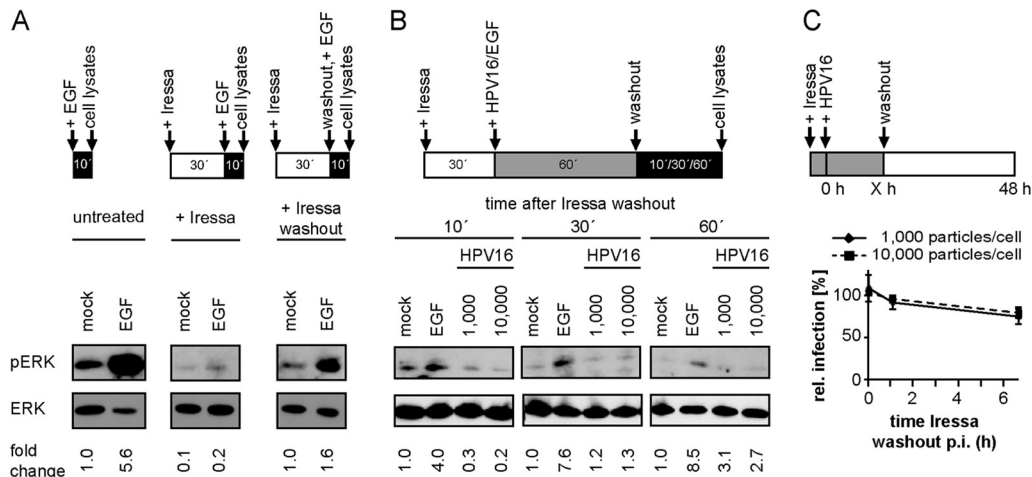 A
+ EGF
cell lysates
10´
untreated
+ Iressa
+ EGF
cell lysates
30´
10´
+ Iressa
+ Iressa
washout,+ EGF
cell lysates
30´
10´
+ Iressa
washout
mock
EGF
mock
EGF
mock
EGF
pERK
ERK
fold
change
1.0
5.6
0.1
0.2
1.0
1.6
B
+ Iressa
+ HPV16/EGF
washout
cell lysates
30´
60´
10´/30´/60´
time after Iressa washout
10´
30´
60´
HPV16
HPV16
HPV16
mock
EGF
1,000
10,000
mock
EGF
1,000
10,000
mock
EGF
1,000
10,000
1.0
4.0
0.3
0.2
1.0
7.6
1.2
1.3
1.0
8.5
3.1
2.7
C
+ Iressa
+ HPV16
washout
0 h
X h
48 h
1,000 particles/cell
10,000 particles/cell
rel. infection [%]
100
50
0
0
2
4
6
time Iressa
washout p.i. (h)